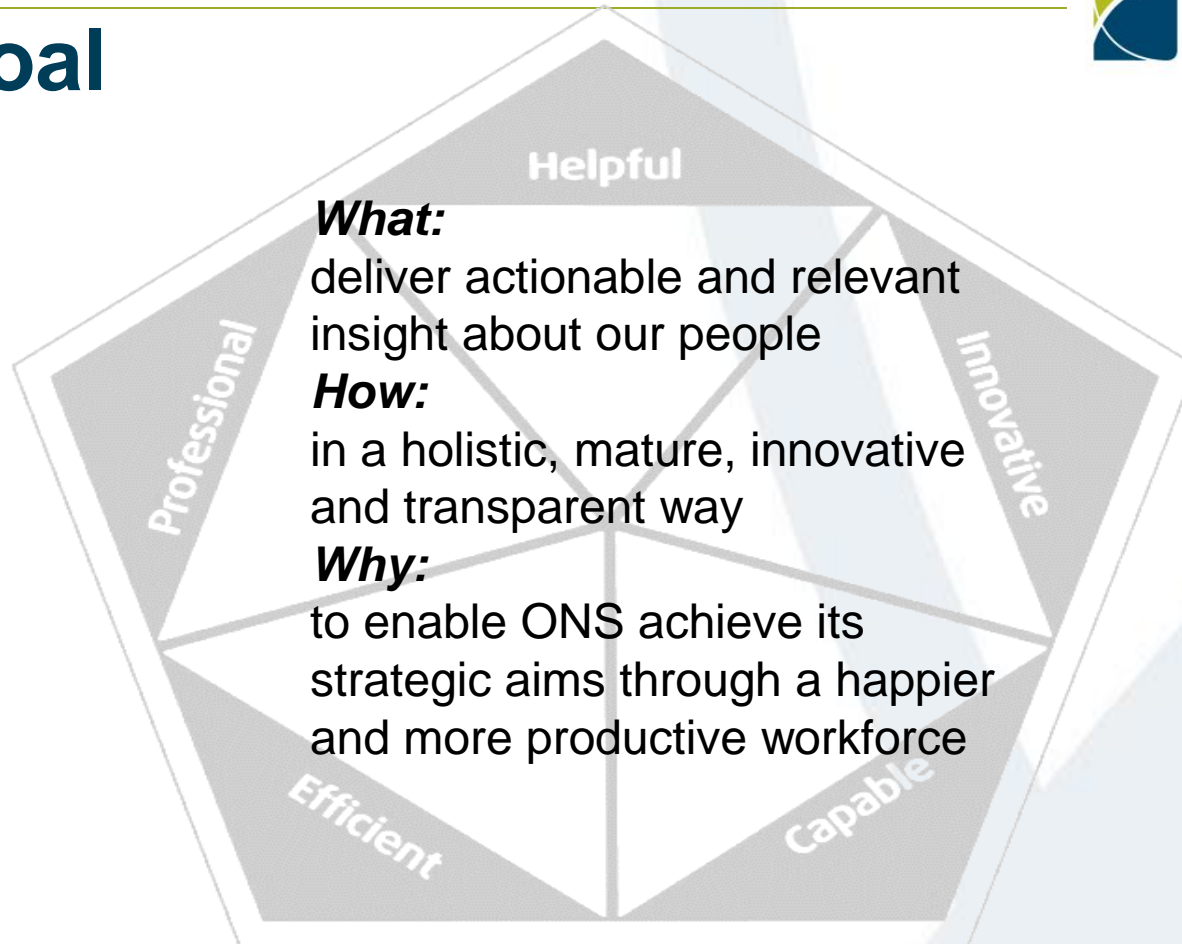 oal
Helpful
What:
deliver actionable and relevant
insight about our people
Professional
Innovative
How:
in a holistic, mature, innovative
and transparent way
Why:
to enable ONS achieve its
strategic aims through a happier
and more productive workforce
Efficient
Capable